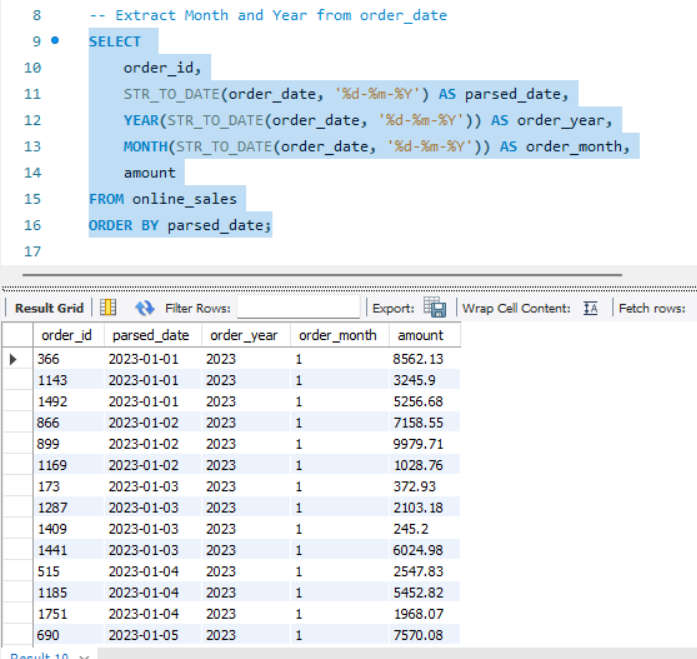 8 -- Extract Month and Year from order_date
9 SELECT
10 order_id,
11 STR_TO_DATE(order_date, '%d-%m-%Y') AS parsed_date,
12 YEAR(STR_TO_DATE(order_date, '%d-%m-%Y')) AS order_year,
13 MONTH(STR_TO_DATE(order_date, '%d-%m-%Y')) AS order_month,
14 amount
15 FROM online_sales
16 ORDER BY parsed_date;
17
Result Grid Filter Rows: Export: Wrap Cell Content: IA Fetch rows:
order_id parsed_date order_year order_month amount
366 2023-01-01 2023 1 8562.13
1143 2023-01-01 2023 1 3245.9
1492 2023-01-01 2023 1 5256.68
866 2023-01-02 2023 1 7158.55
899 2023-01-02 2023 1 9979.71
1169 2023-01-02 2023 1 1028.76
173 2023-01-03 2023 1 372.93
1287 2023-01-03 2023 1 2103.18
1409 2023-01-03 2023 1 245.2
1441 2023-01-03 2023 1 6024.98
515 2023-01-04 2023 1 2547.83
1185 2023-01-04 2023 1 5452.82
1751 2023-01-04 2023 1 1968.07
690 2023-01-05 2023 1 7570.08
Result